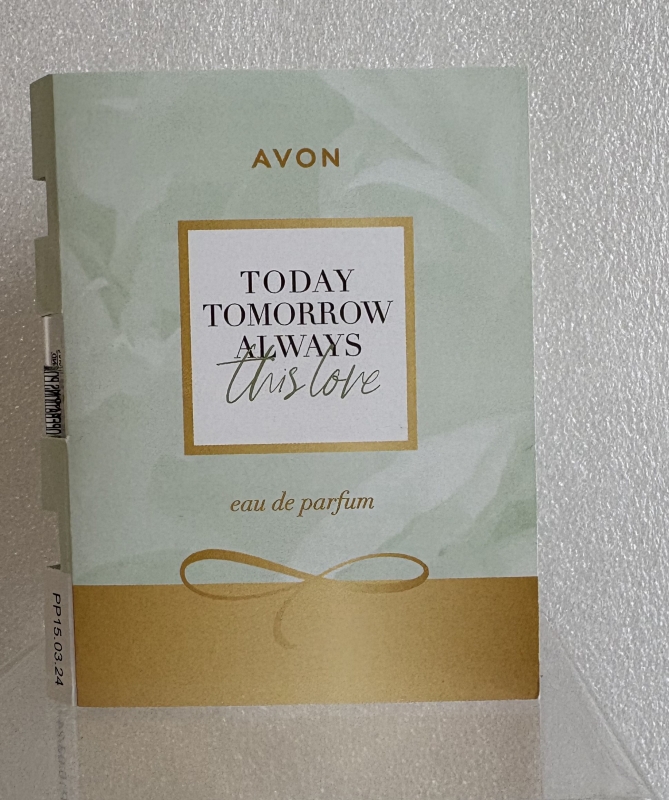 AVON
TODAY
TOMORROW
ALWAYS
this love
eau de parfum
PP15.03.24